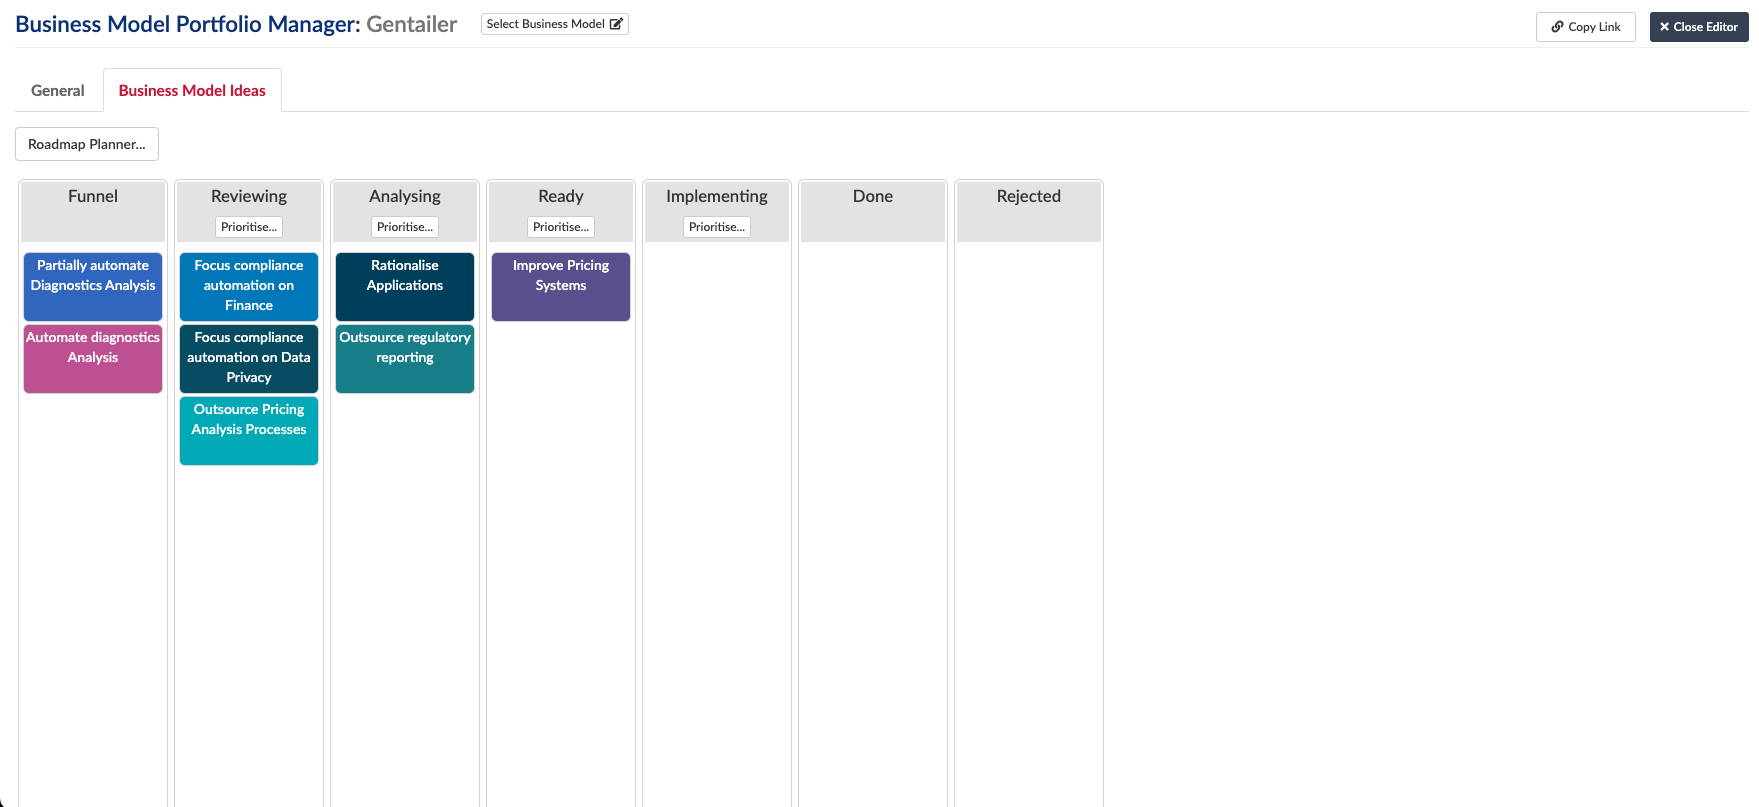 Business Model Portfolio Manager: Gentailer
Select Business Model
Copy Link
Close Editor
General
Business Model Ideas
Roadmap Planner...
Funnel
Partially automate
Diagnostics Analysis
Automate diagnostics
Analysis
Reviewing
Prioritise...
Focus compliance
automation on
Finance
Focus compliance
automation on Data
Privacy
Outsource Pricing
Analysis Processes
Analysing
Prioritise...
Rationalise
Applications
Outsource regulatory
reporting
Ready
Prioritise...
Improve Pricing
Systems
Implementing
Prioritise...
Done
Rejected